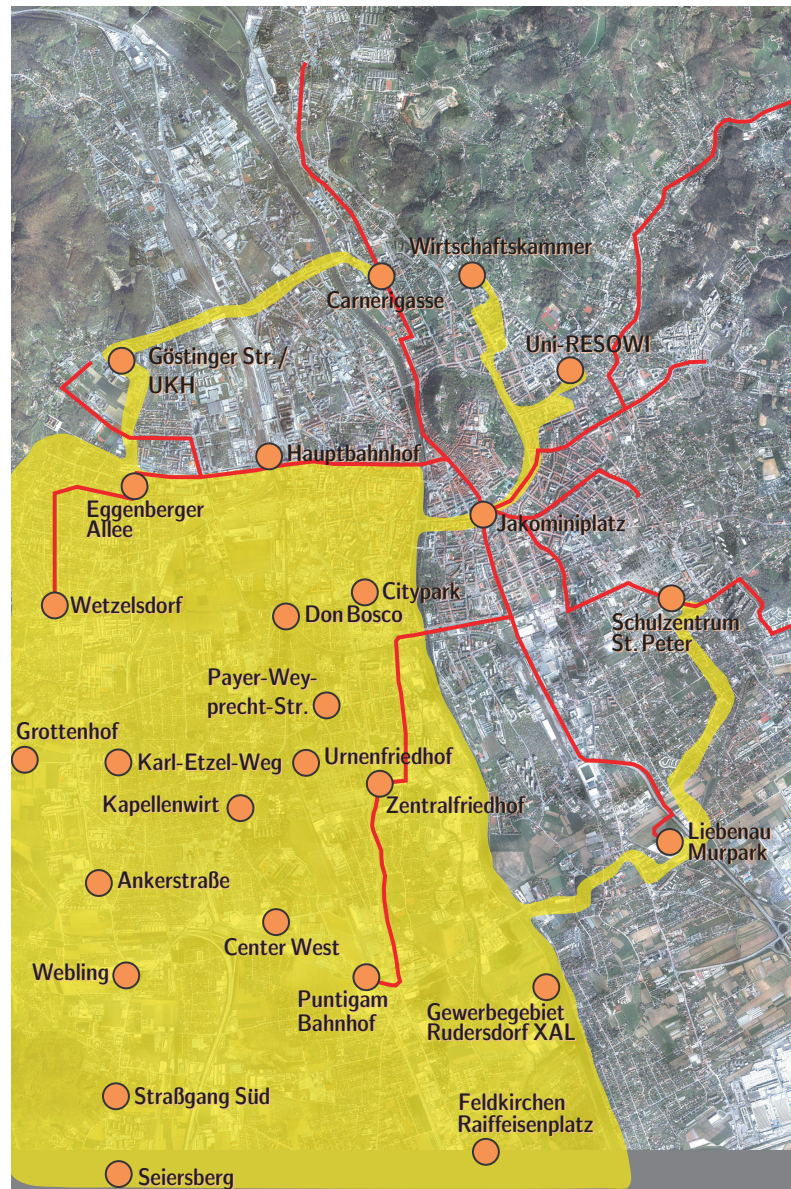 Wirtschaftskammer
Carnerigasse
Uni-RESOWI
Göstinger Str./
UKH
Hauptbahnhof
Eggenberger
Allee
Jakominiplatz
Citypark
Wetzelsdorf
Don Bosco
Schulzentrum
St. Peter
Payer-Wey-
precht-Str.
Grottenhof
Karl-Etzel-Weg
Urnenfriedhof
Kapellenwirt
Zentralfriedhof
Liebenau
Murpark
Ankerstraße
Center West
Webling
Puntigam
Bahnhof
Gewerbegebiet
Rudersdorf XAL
Straßgang Süd
Feldkirchen
Raiffeisenplatz
Seiersberg